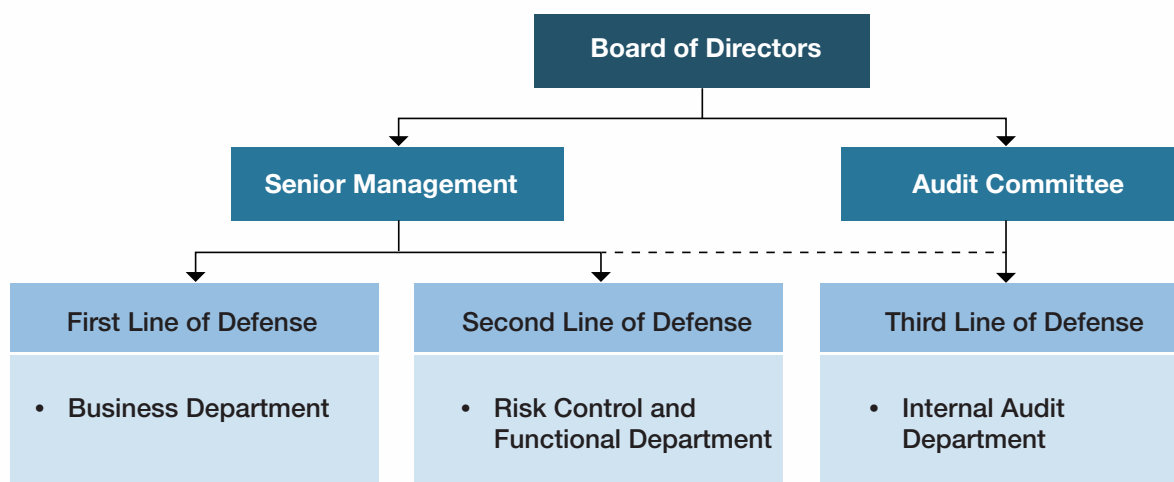 Board of Directors
Senior Management
Audit Committee
First Line of Defense
Second Line of Defense
Third Line of Defense
• Business Department
• Risk Control and
Functional Department
• Internal Audit
Department